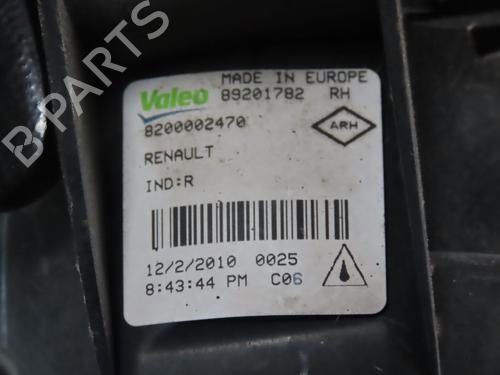 MADE IN EUROPE
Valeo 89201782 RH
8200002470
ARH
RENAULT
IND:R
12/2/2010 0025
8:43:44 PM C06
B PARTS